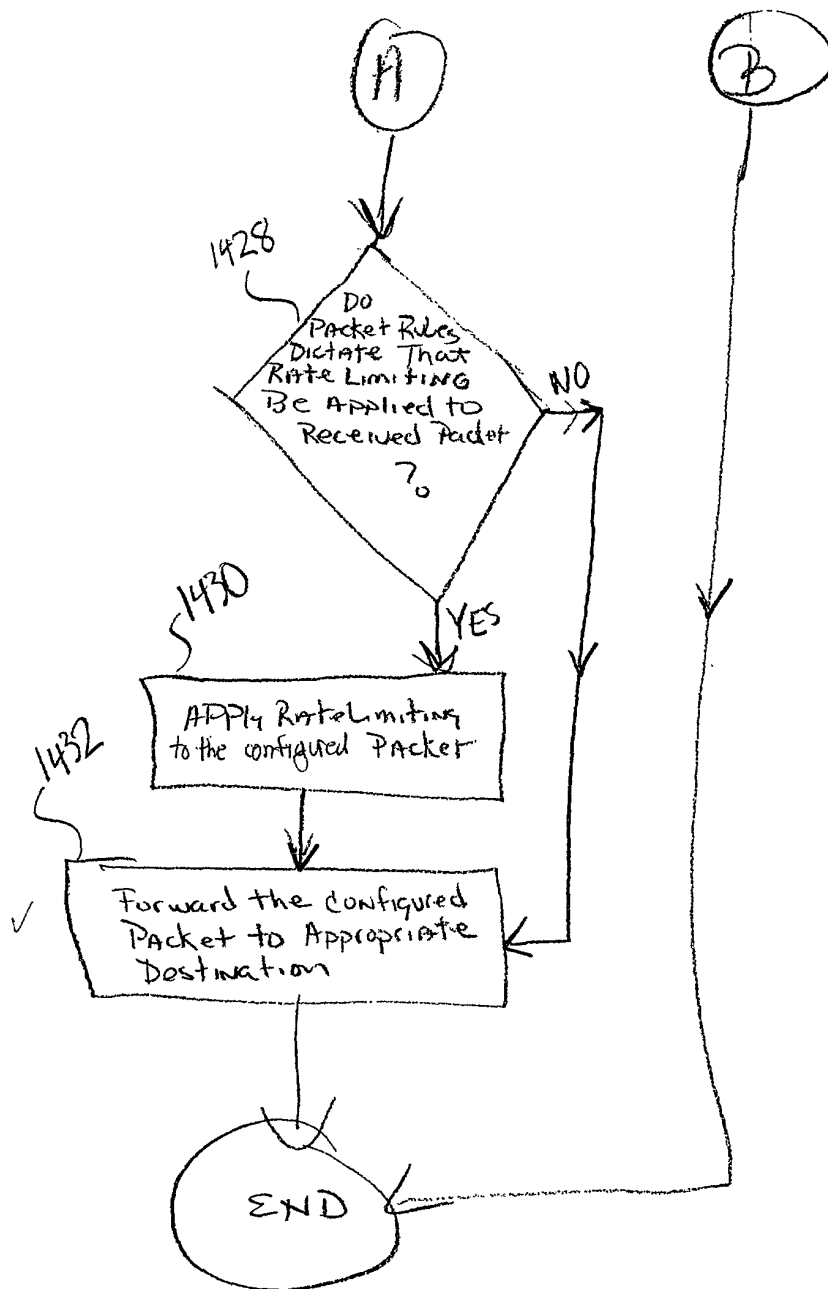 A
B
1428
Do
Packet Rules
Dictate That
Rate Limiting
Be Applied to
Received Packet
?
NO
YES
1430
Apply Rate Limiting
to the configured Packet
1432
Forward the configured
Packet to Appropriate
Destination
END